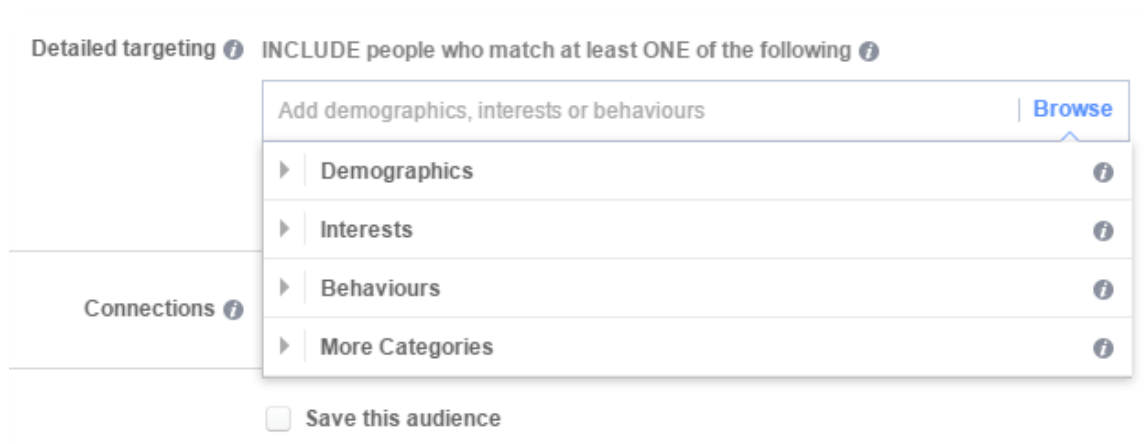 Detailed targeting INCLUDE people who match at least ONE of the following
Add demographics, interests or behaviours | Browse
Demographics
Interests
Behaviours
Connections
More Categories
Save this audience